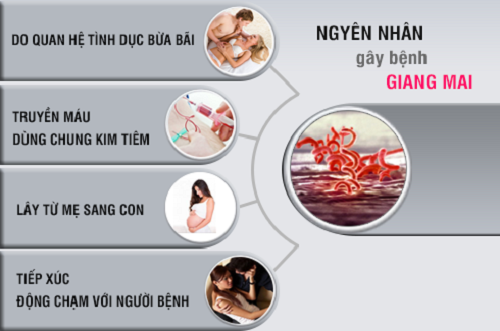 NGYÊN NHÂN
gây bệnh
GIANG MAI
DO QUAN HỆ TÌNH DỤC BỪA BÃI
TRUYỀN MÁU
DÙNG CHUNG KIM TIÊM
LÂY TỪ MẸ SANG CON
TIẾP XÚC
ĐỘNG CHẠM VỚI NGƯỜI BỆNH